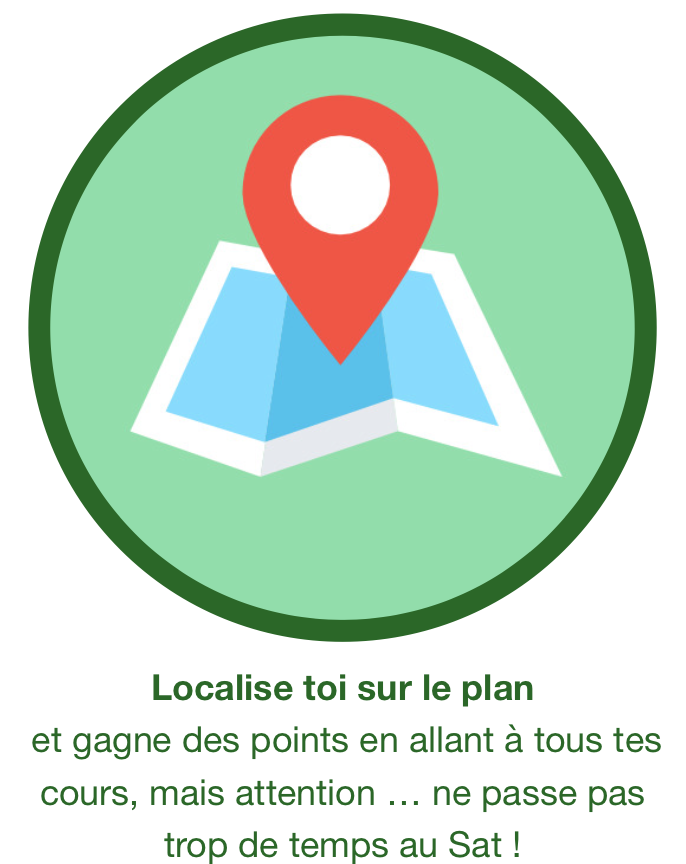 Localise toi sur le plan
et gagne des points en allant à tous tes
cours, mais attention … ne passe pas
trop de temps au Sat !